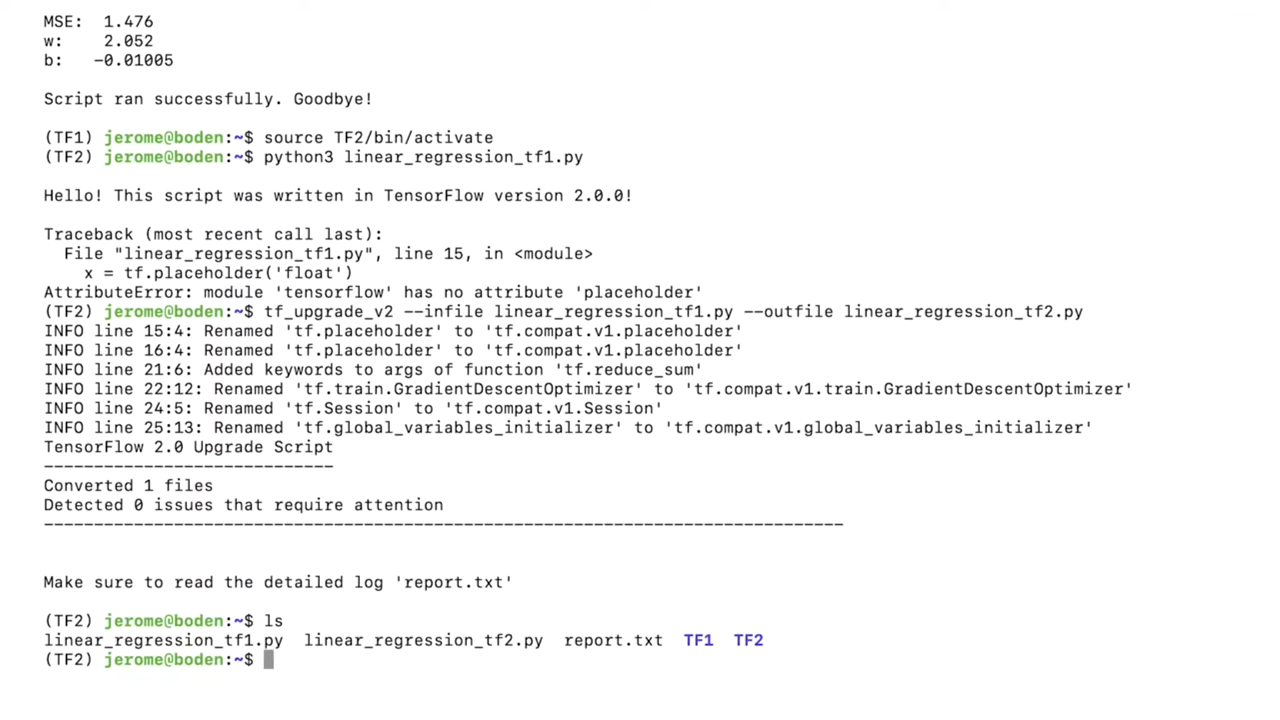 MSE:  1.476
w:    2.052
b:   -0.01005
Script ran successfully. Goodbye!
(TF1) jerome@boden:~$ source TF2/bin/activate
(TF2) jerome@boden:~$ python3 linear_regression_tf1.py
Hello! This script was written in TensorFlow version 2.0.0!
Traceback (most recent call last):
  File "linear_regression_tf1.py", line 15, in <module>
    x = tf.placeholder('float')
AttributeError: module 'tensorflow' has no attribute 'placeholder'
(TF2) jerome@boden:~$ tf_upgrade_v2 --infile linear_regression_tf1.py --outfile linear_regression_tf2.py
INFO line 15:4: Renamed 'tf.placeholder' to 'tf.compat.v1.placeholder'
INFO line 16:4: Renamed 'tf.placeholder' to 'tf.compat.v1.placeholder'
INFO line 21:6: Added keywords to args of function 'tf.reduce_sum'
INFO line 22:12: Renamed 'tf.train.GradientDescentOptimizer' to 'tf.compat.v1.train.GradientDescentOptimizer'
INFO line 24:5: Renamed 'tf.Session' to 'tf.compat.v1.Session'
INFO line 25:13: Renamed 'tf.global_variables_initializer' to 'tf.compat.v1.global_variables_initializer'
TensorFlow 2.0 Upgrade Script
-----------------------------
Converted 1 files
Detected 0 issues that require attention
--------------------------------------------------------------------------------
Make sure to read the detailed log 'report.txt'
(TF2) jerome@boden:~$ ls
linear_regression_tf1.py  linear_regression_tf2.py  report.txt  TF1  TF2
(TF2) jerome@boden:~$